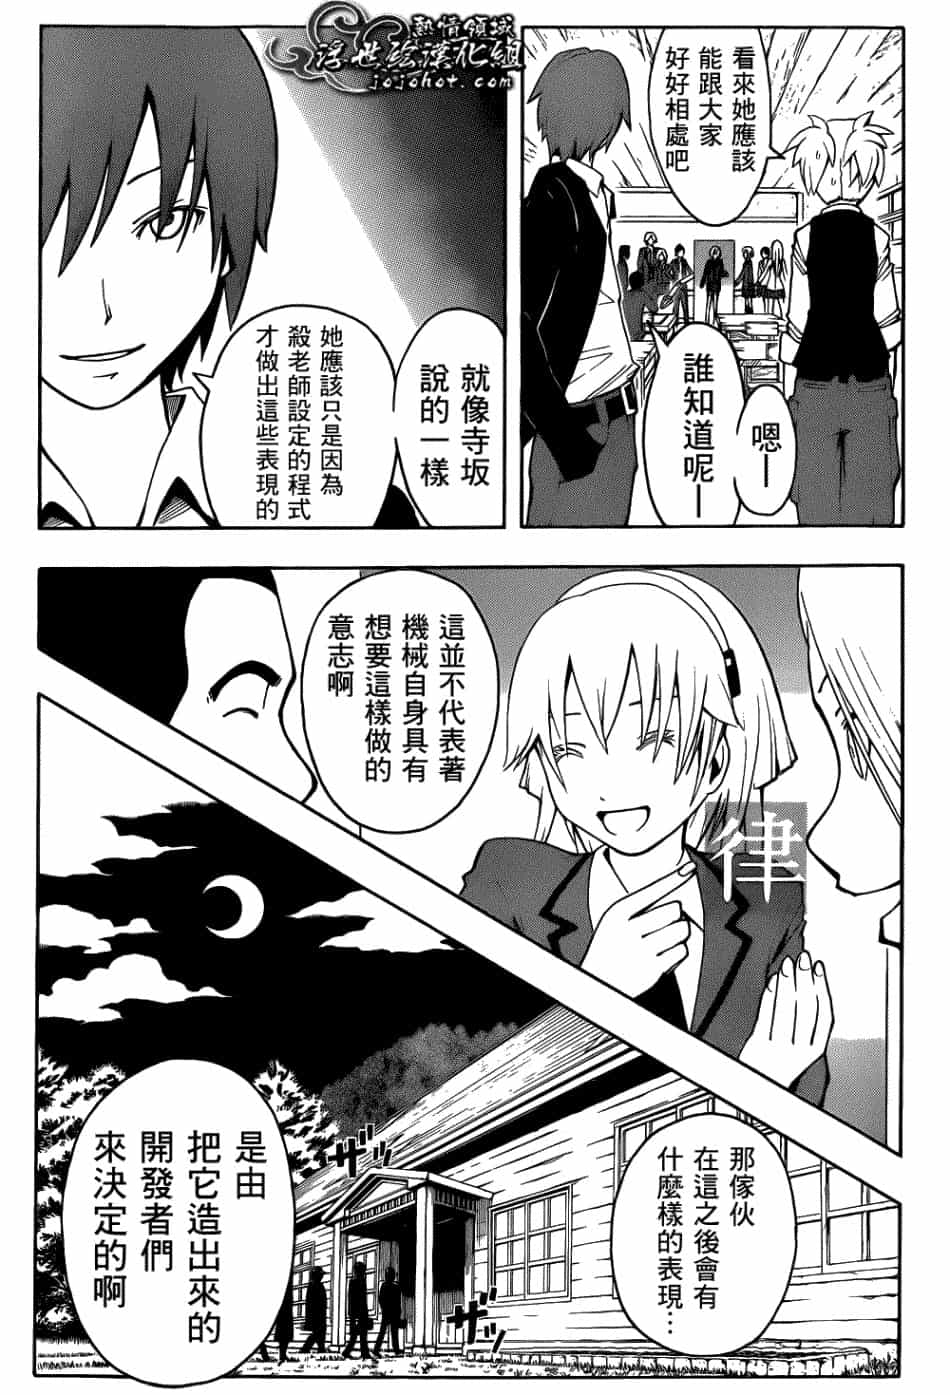 熱情領域
浮世繪漢化組
jojohot.com
看來她應該
能跟大家
好好相處吧
嗯—
誰知道呢—
就像寺坂
說的一樣
她應該只是因為
殺老師設定的程式
才做出這些表現的
這並不代表著
機械自身具有
想要這樣做的
意志啊
律
那傢伙
在這之後會有
什麼樣的表現…
ザッ
ザッ
是由
把它造出來的
開發者們
來決定的啊